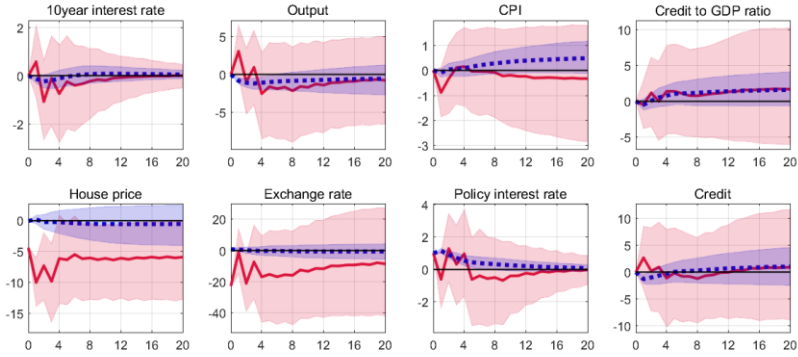 10year interest rate
Output
CPI
Credit to GDP ratio
2
0
-2
0 4 8 12 16 20
5
0
-5
0 4 8 12 16 20
1
0
-1
-2
-3
0 4 8 12 16 20
10
5
0
-5
0 4 8 12 16 20
House price
Exchange rate
Policy interest rate
Credit
0
-5
-10
-15
0 4 8 12 16 20
20
0
-20
-40
0 4 8 12 16 20
4
2
0
-2
0 4 8 12 16 20
10
5
0
-5
-10
0 4 8 12 16 20